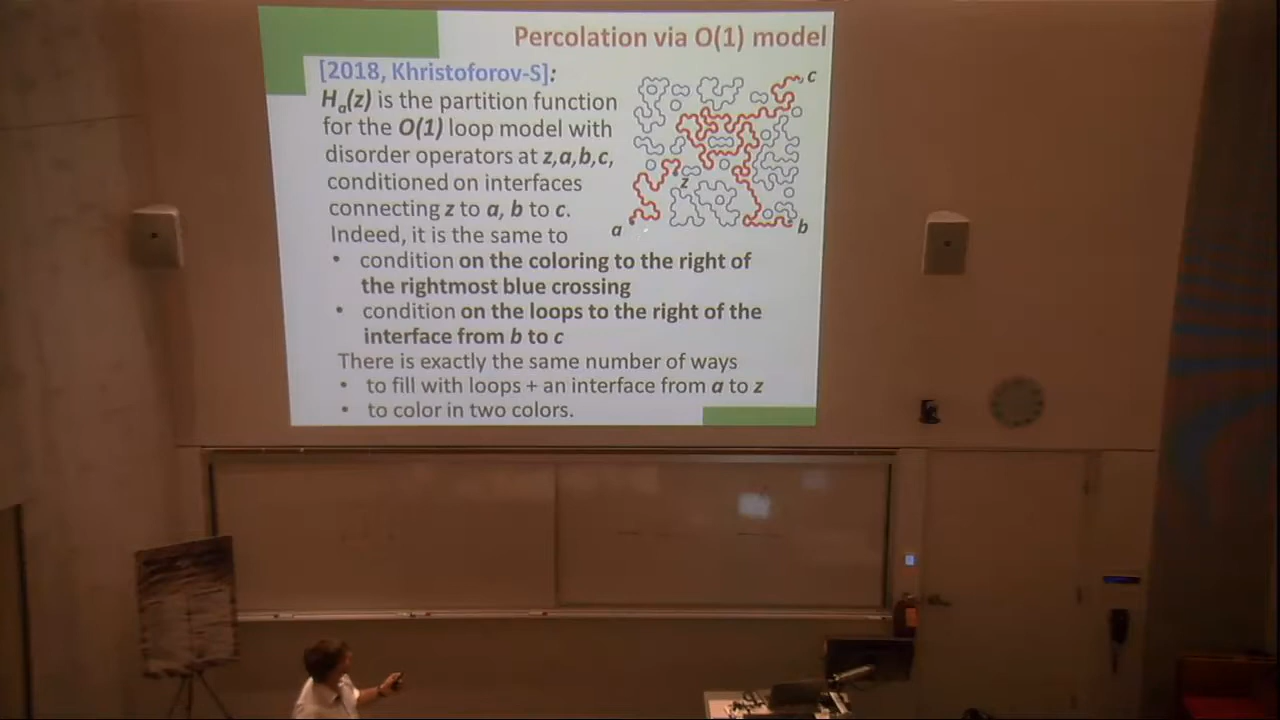 Percolation via O(1) model
[2018, Khristoforov-S]:
Hₐ(z) is the partition function
for the O(1) loop model with
disorder operators at z,a,b,c,
conditioned on interfaces
connecting z to a, b to c.
Indeed, it is the same to
• condition on the coloring to the right of
the rightmost blue crossing
• condition on the loops to the right of the
interface from b to c
There is exactly the same number of ways
• to fill with loops + an interface from a to z
• to color in two colors.
c
z
a
b